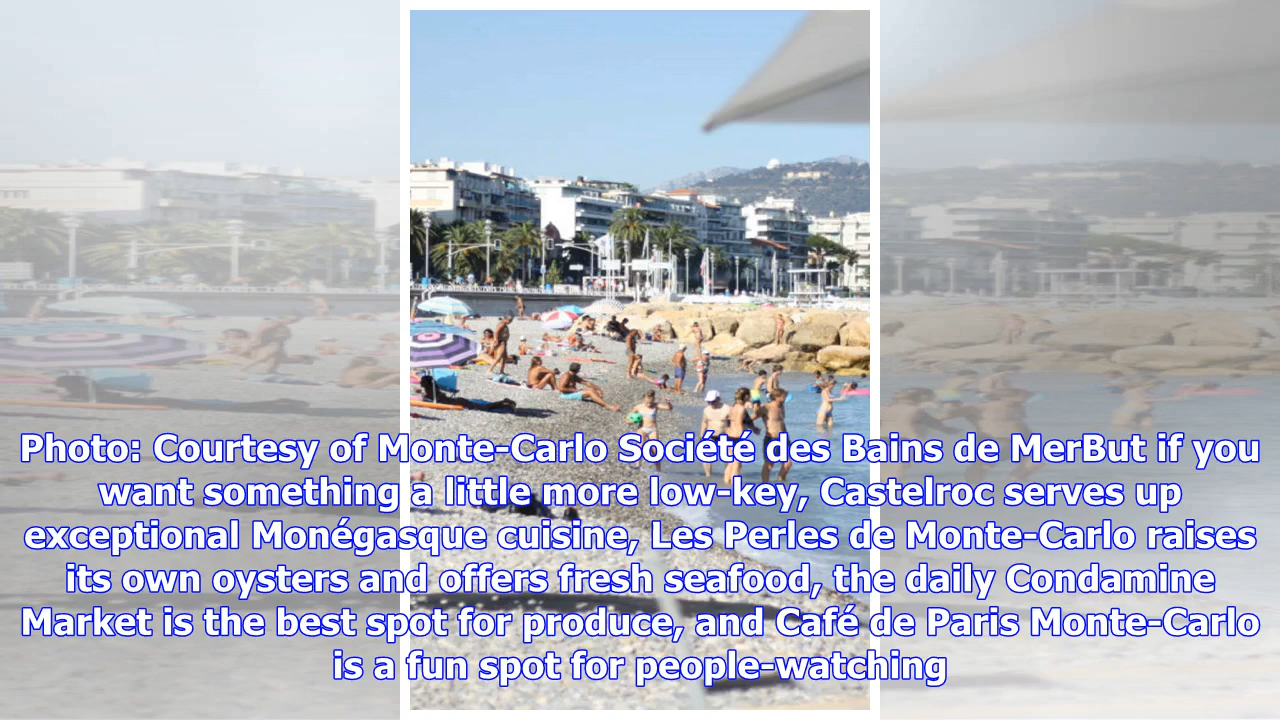 Photo: Courtesy of Monte-Carlo Société des Bains de MerBut if you
want something a little more low-key, Castelroc serves up
exceptional Monégasque cuisine, Les Perles de Monte-Carlo raises
its own oysters and offers fresh seafood, the daily Condamine
Market is the best spot for produce, and Café de Paris Monte-Carlo
is a fun spot for people-watching